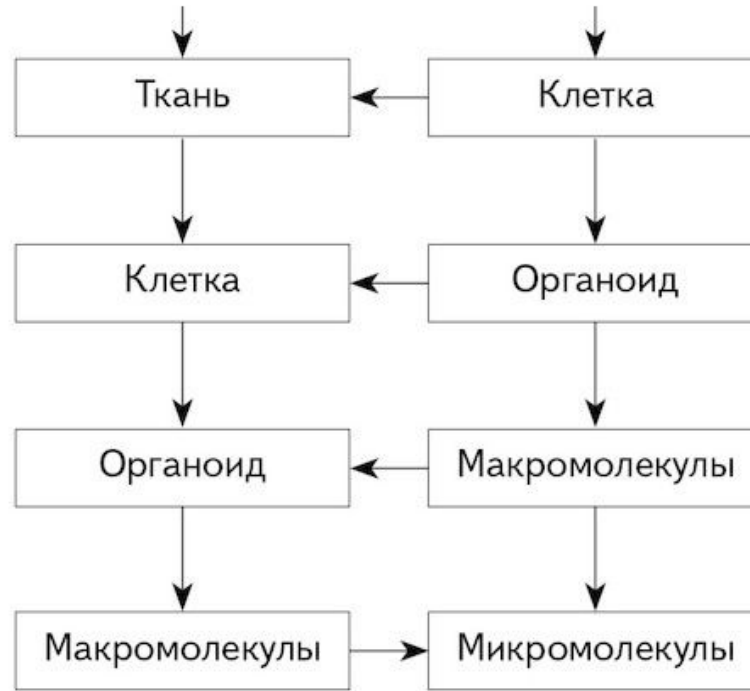 Ткань
Клетка
Клетка
Органоид
Органоид
Макромолекулы
Макромолекулы
Микромолекулы